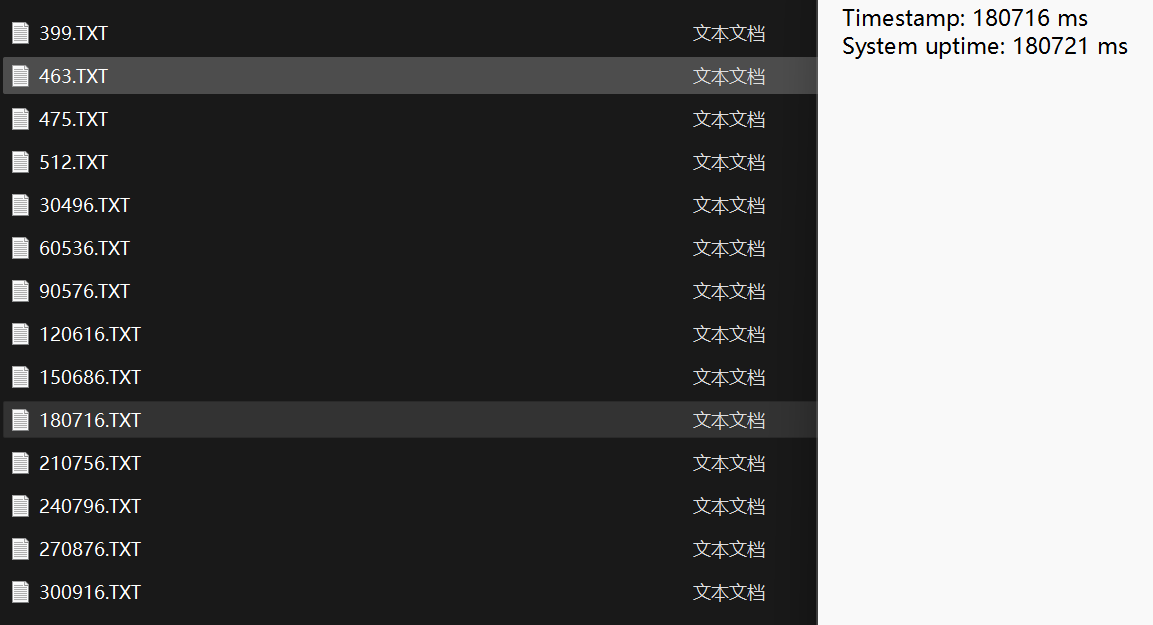 399.TXT 文本文档
463.TXT 文本文档
475.TXT 文本文档
512.TXT 文本文档
30496.TXT 文本文档
60536.TXT 文本文档
90576.TXT 文本文档
120616.TXT 文本文档
150686.TXT 文本文档
180716.TXT 文本文档
210756.TXT 文本文档
240796.TXT 文本文档
270876.TXT 文本文档
300916.TXT 文本文档
Timestamp: 180716 ms
System uptime: 180721 ms